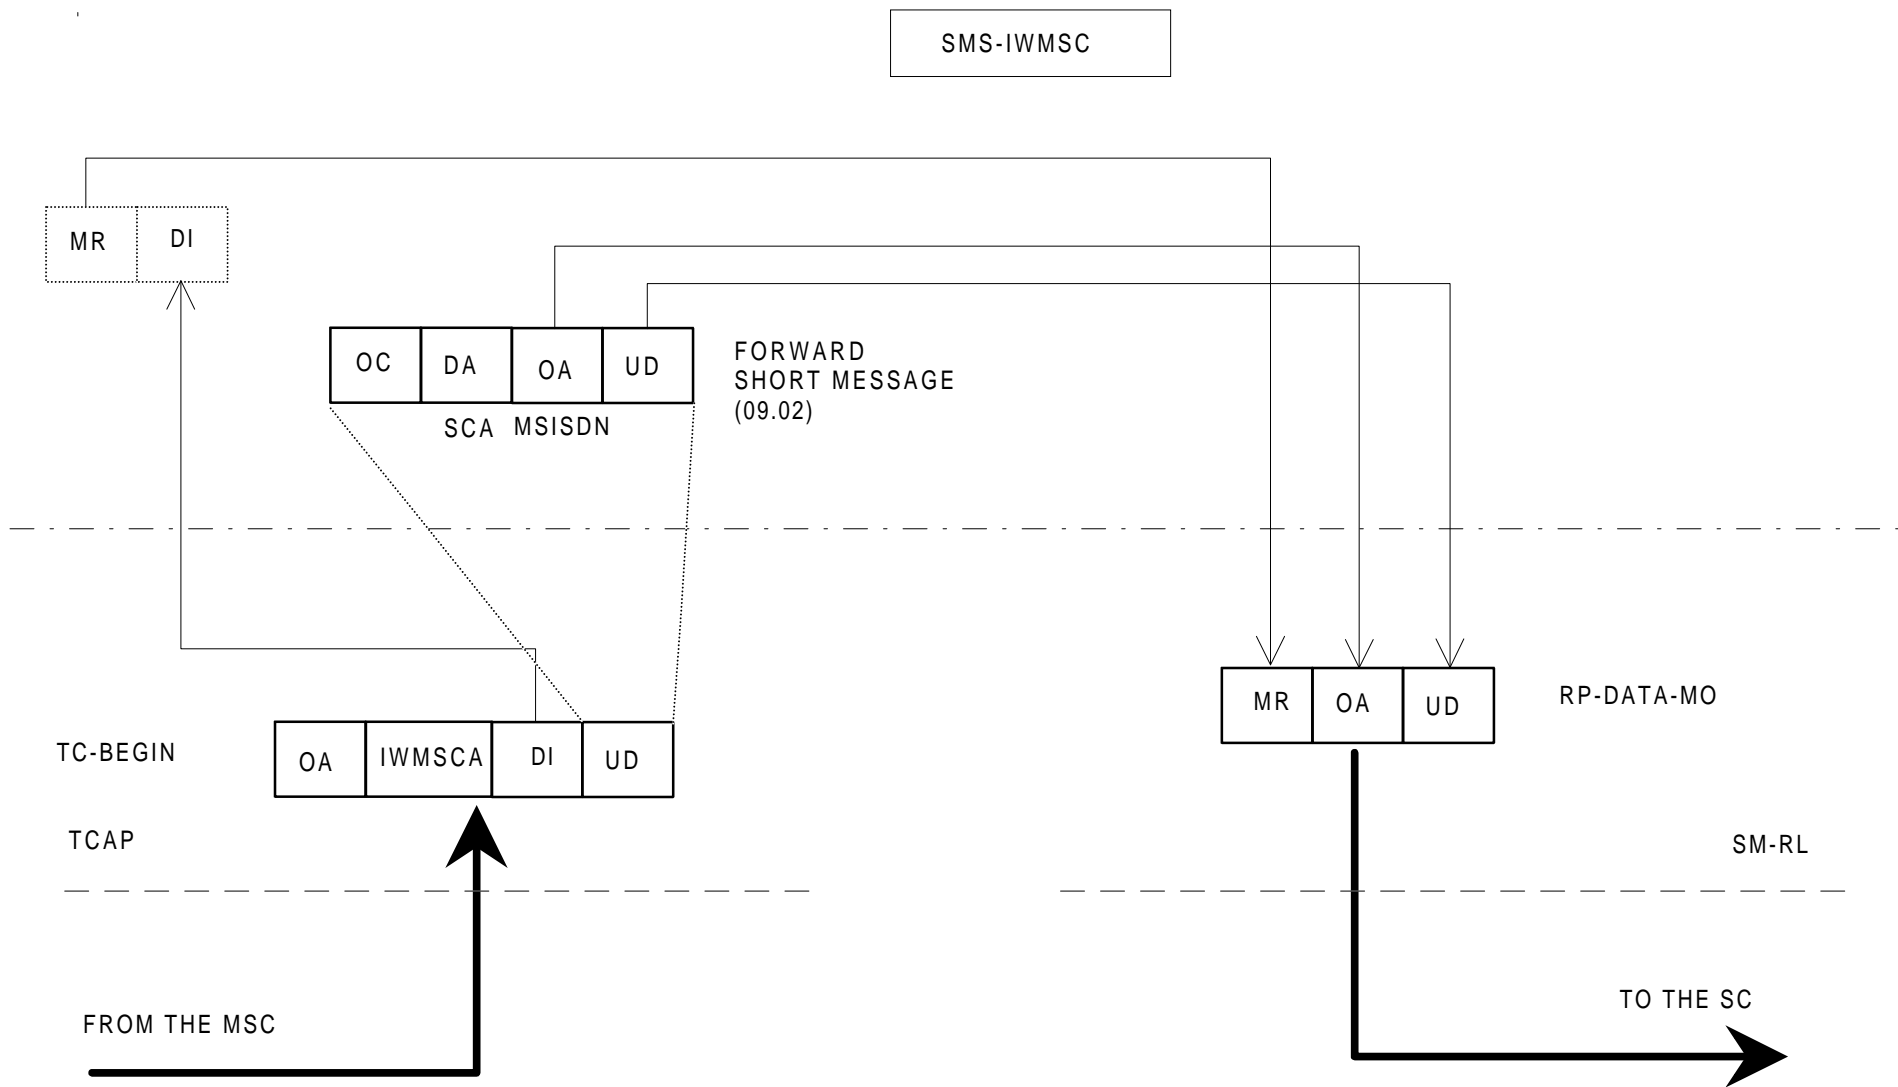 SMS-IWMSC
MR DI
OC DA OA UD
FORWARD
SHORT MESSAGE
(09.02)
SCA MSISDN
MR OA UD
RP-DATA-MO
TC-BEGIN
OA IWMSCA DI UD
TCAP
SM-RL
TO THE SC
FROM THE MSC